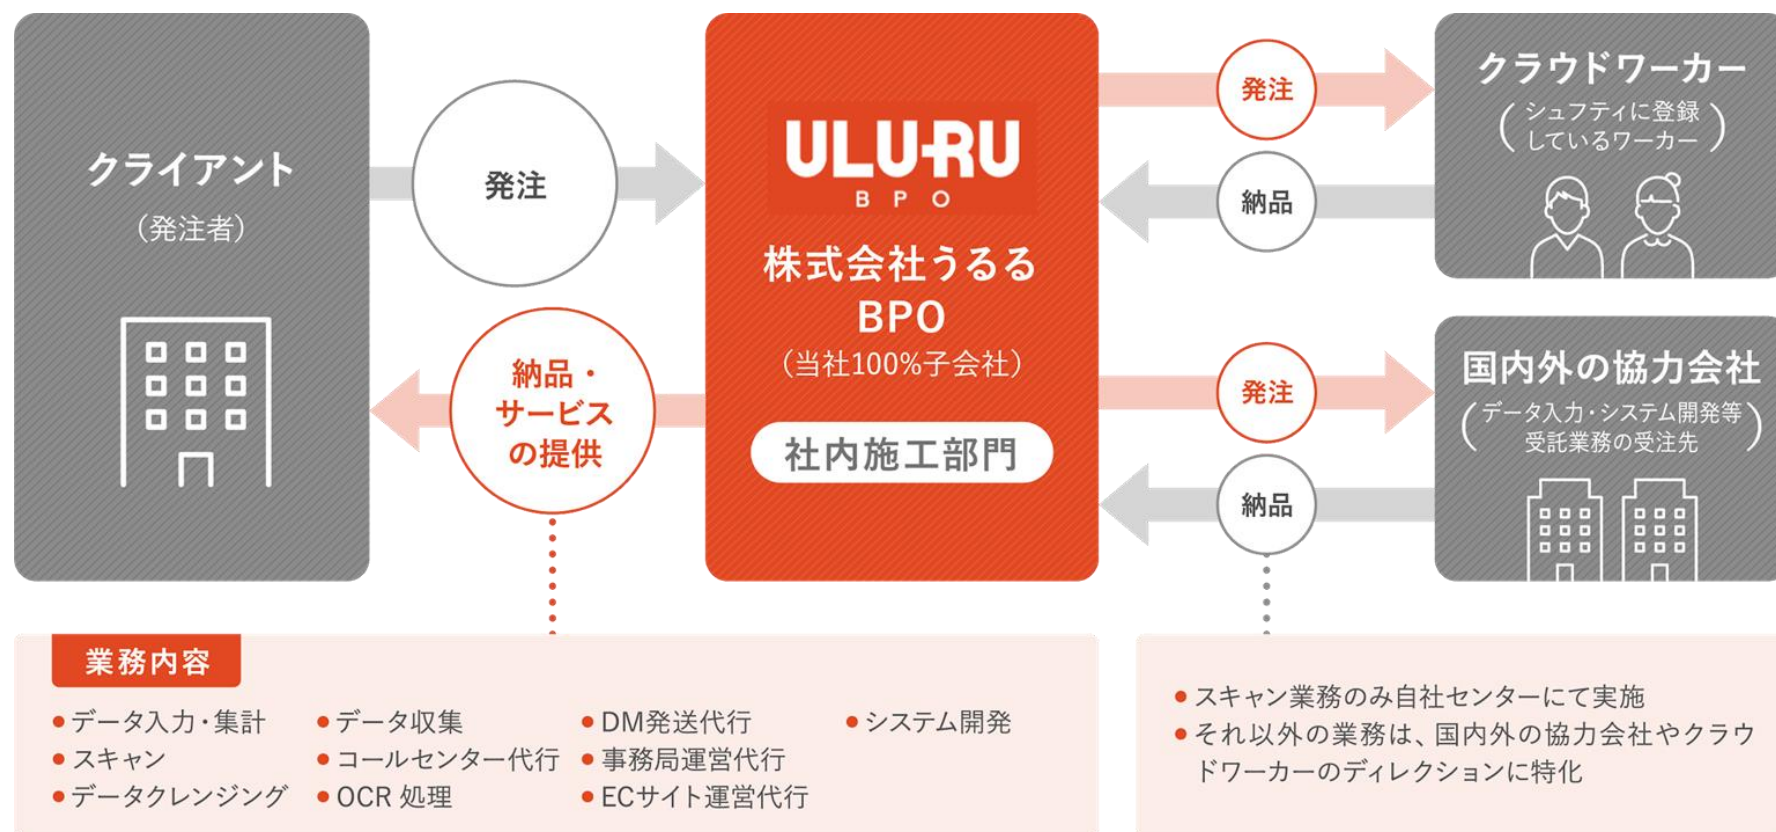 クライアント
（発注者）
発注
納品・
サービス
の提供
ULURU
BPO
株式会社うるる
BPO
（当社100%子会社）
社内施工部門
発注
納品
クラウドワーカー
（シュフティに登録
しているワーカー）
発注
納品
国内外の協力会社
（データ入力・システム開発等
受託業務の受注先）
業務内容
● データ入力・集計
● スキャン
● データクレンジング
● データ収集
● コールセンター代行
● OCR 処理
● DM発送代行
● 事務局運営代行
● ECサイト運営代行
● システム開発
● スキャン業務のみ自社センターにて実施
● それ以外の業務は、国内外の協力会社やクラウ
ドワーカーのディレクションに特化